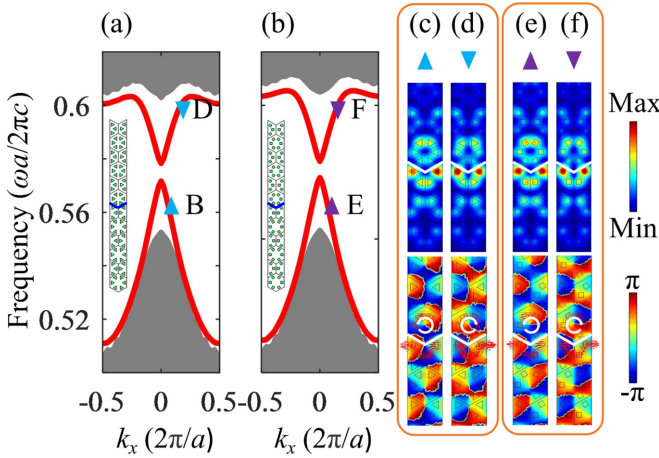 (a)
(b)
(c) (d)
(e) (f)
Frequency (ωa/2πc)
0.6
0.56
0.52
D
B
F
E
-0.5 0 0.5
-0.5 0 0.5
kx (2π/a)
kx (2π/a)
Max
Min
π
-π